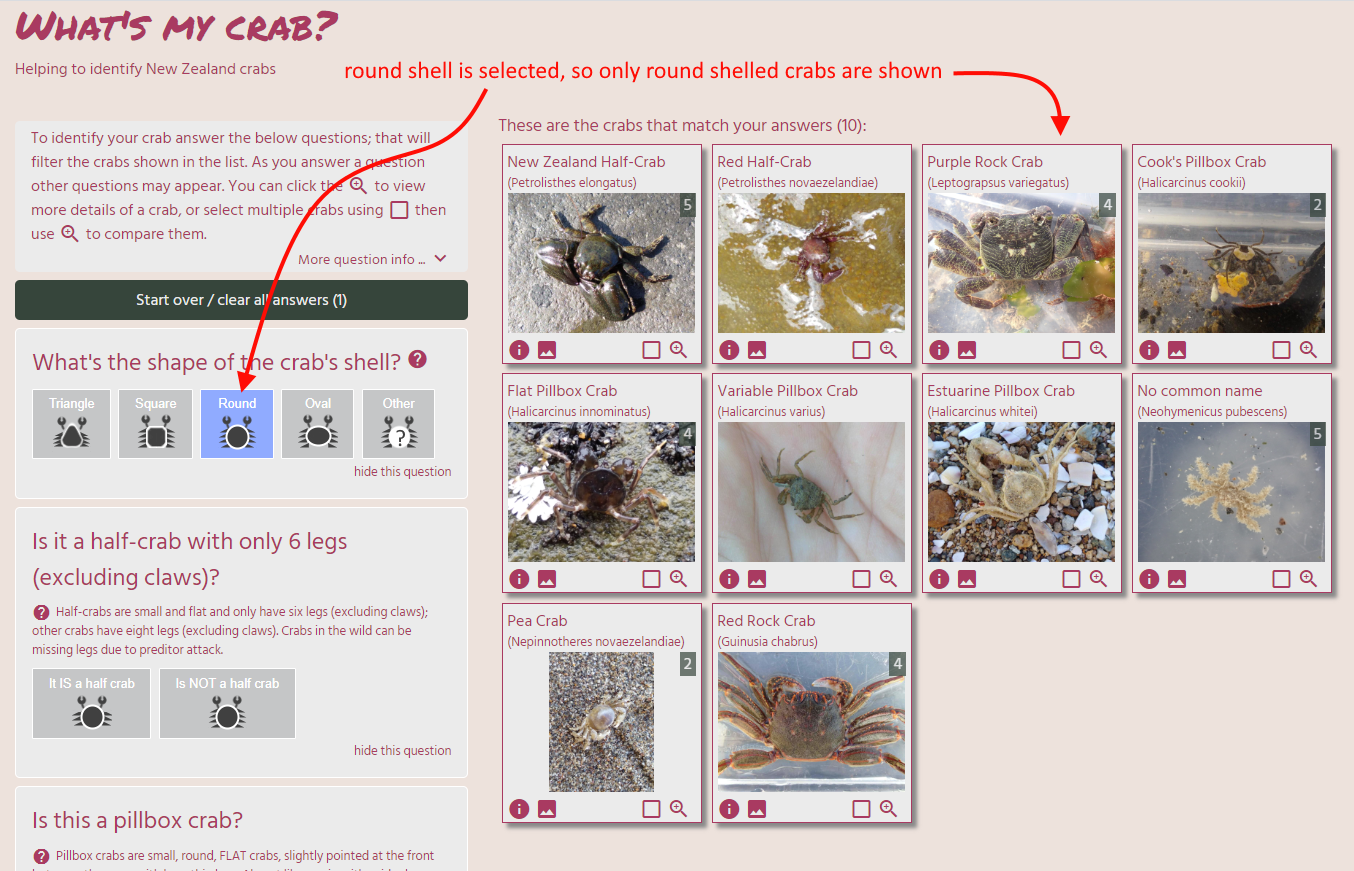 What's my crab?
Helping to identify New Zealand crabs
round shell is selected, so only round shelled crabs are shown
To identify your crab answer the below questions; that will
filter the crabs shown in the list. As you answer a question
other questions may appear. You can click the to view
more details of a crab, or select multiple crabs using then
use to compare them.
More question info ...
Start over / clear all answers (1)
What's the shape of the crab's shell? ?
Triangle
Square
Round
Oval
Other
?
hide this question
Is it a half-crab with only 6 legs
(excluding claws)?
? Half-crabs are small and flat and only have six legs (excluding claws);
other crabs have eight legs (excluding claws). Crabs in the wild can be
missing legs due to preditor attack.
It IS a half crab
Is NOT a half crab
hide this question
Is this a pillbox crab?
? Pillbox crabs are small, round, FLAT crabs, slightly pointed at the front
These are the crabs that match your answers (10):
New Zealand Half-Crab
(Petrolisthes elongatus)
5
i
Red Half-Crab
(Petrolisthes novaezelandiae)
i
Purple Rock Crab
(Leptograpsus variegatus)
4
i
Cook's Pillbox Crab
(Halicarcinus cookii)
2
i
Flat Pillbox Crab
(Halicarcinus innominatus)
4
i
Variable Pillbox Crab
(Halicarcinus varius)
i
Estuarine Pillbox Crab
(Halicarcinus whitei)
i
No common name
(Neohymenicus pubescens)
5
i
Pea Crab
(Nepinnotheres novaezelandiae)
2
i
Red Rock Crab
(Guinusia chabrus)
4
i